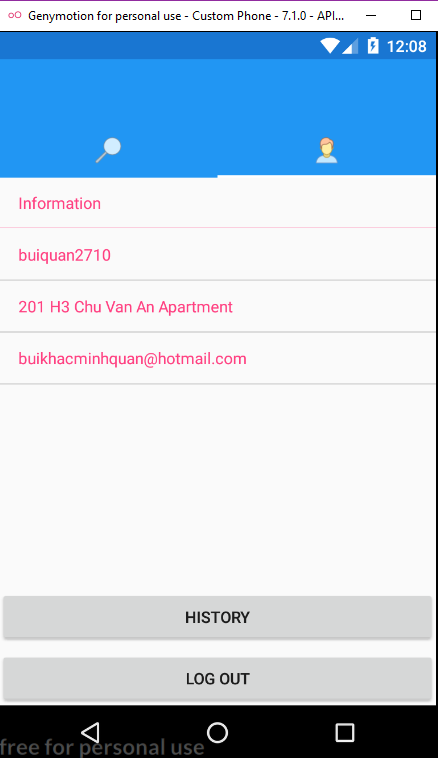 Genymotion for personal use - Custom Phone - 7.1.0 - API...
12:08
Information
buiquan2710
201 H3 Chu Van An Apartment
buikhacminhquan@hotmail.com
HISTORY
LOG OUT
free for personal use